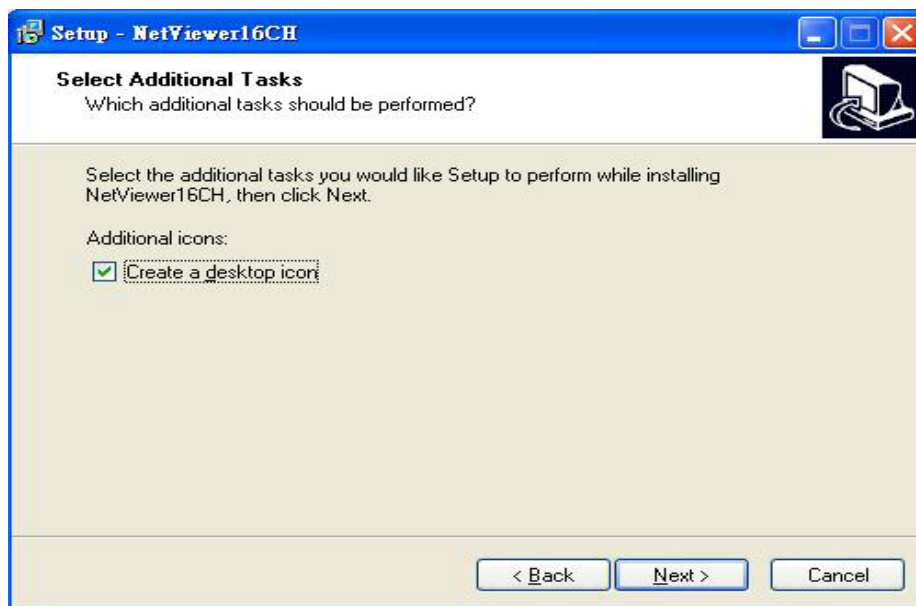 Setup - NetViewer16CH
Select Additional Tasks
Which additional tasks should be performed?
Select the additional tasks you would like Setup to perform while installing
NetViewer16CH, then click Next.
Additional icons:
Create a desktop icon
< Back
Next >
Cancel